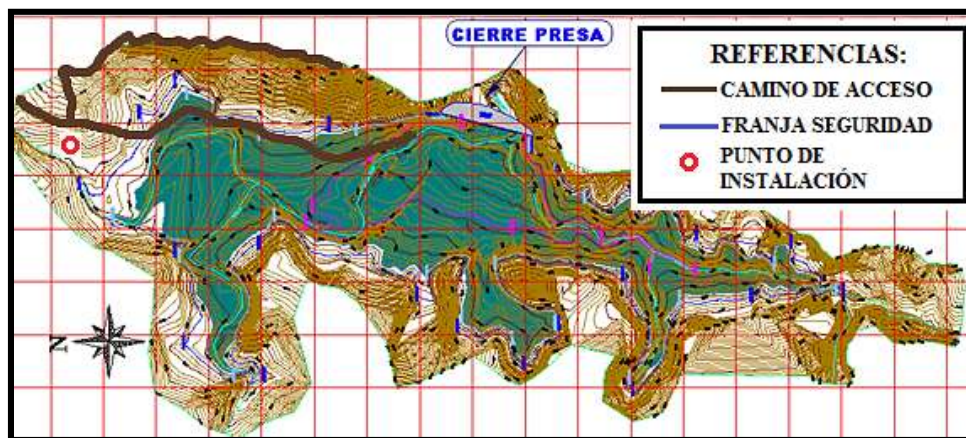 CIERRE PRESA
REFERENCIAS:
CAMINO DE ACCESO
FRANJA SEGURIDAD
PUNTO DE
INSTALACIÓN
N